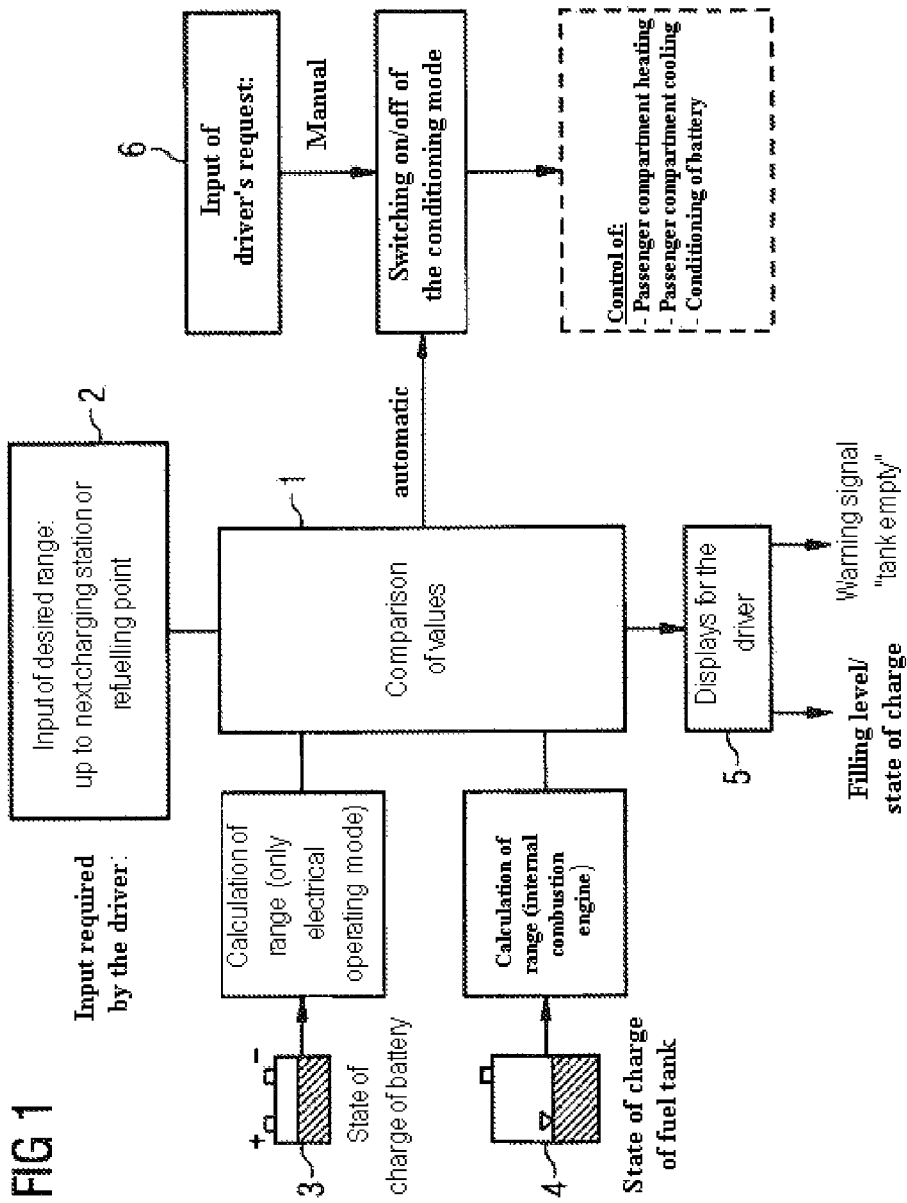 FIG 1
Input required
by the driver:
Input of desired range:
up to nextcharging station or
refuelling point
2
+
-
3
State of
charge of battery
Calculation of
range (only
electrical
operating mode)
1
Comparison
of values
4
State of charge
of fuel tank
Calculation of
range (internal
combustion
engine)
5
Displays for the
driver
Filling level/
state of charge
Warning signal
"tank empty"
automatic
6
Input of
driver's request:
Manual
Switching on/off of
the conditioning mode
Control of:
- Passenger compartment heating
- Passenger compartment cooling
- Conditioning of battery